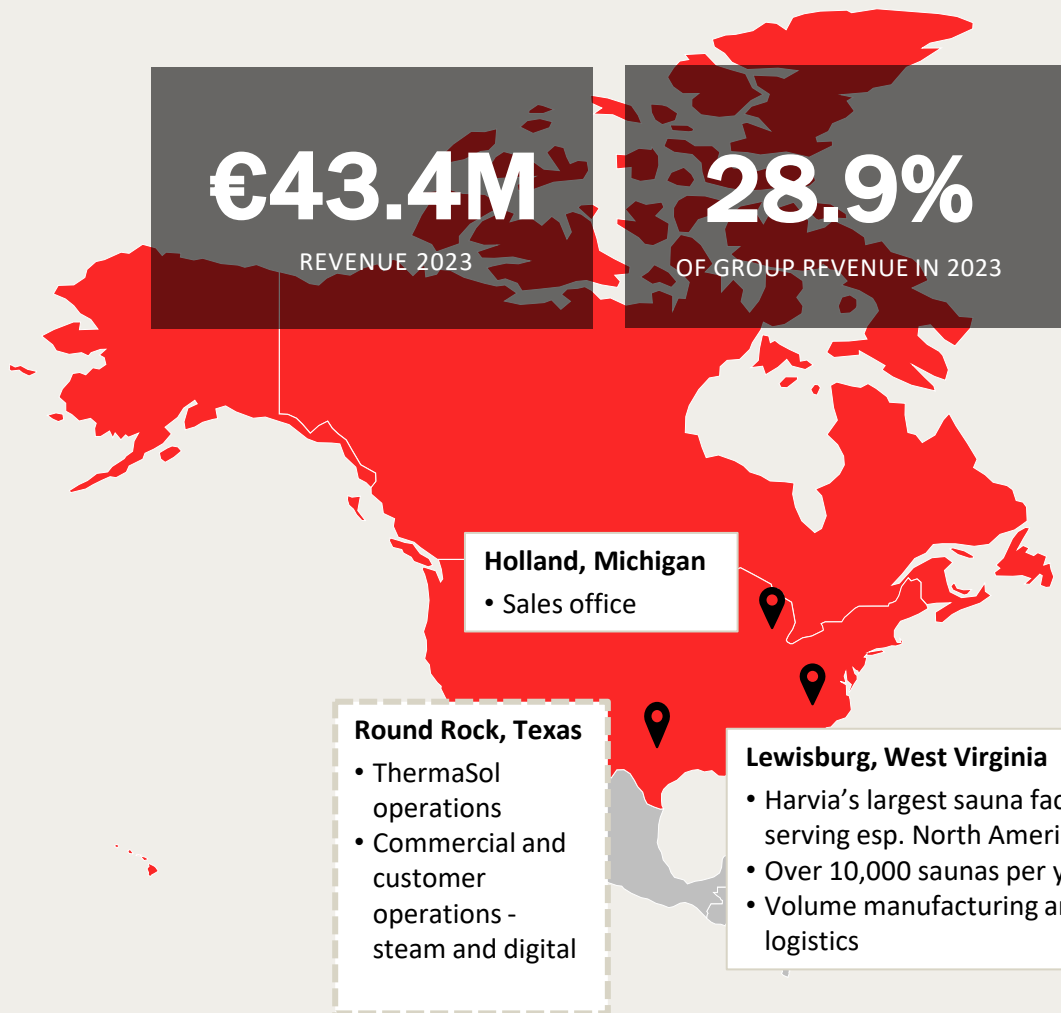 €43.4M
REVENUE 2023
28.9%
OF GROUP REVENUE IN 2023
Holland, Michigan
• Sales office
Round Rock, Texas
• ThermaSol
operations
• Commercial and
customer
operations -
steam and digital
Lewisburg, West Virginia
• Harvia’s largest sauna
serving esp. North
• Over 10,000 saunas per
• Volume manufacturing
logistics